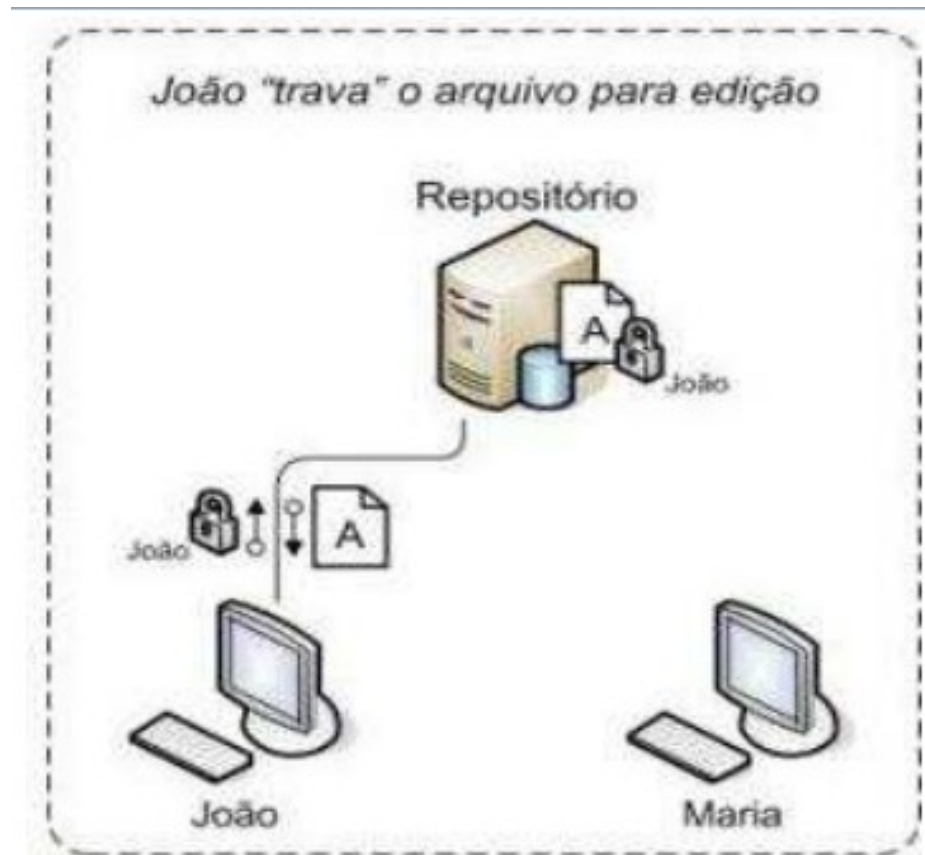 João "trava" o arquivo para edição
Repositório
A
João
João
A
João
Maria